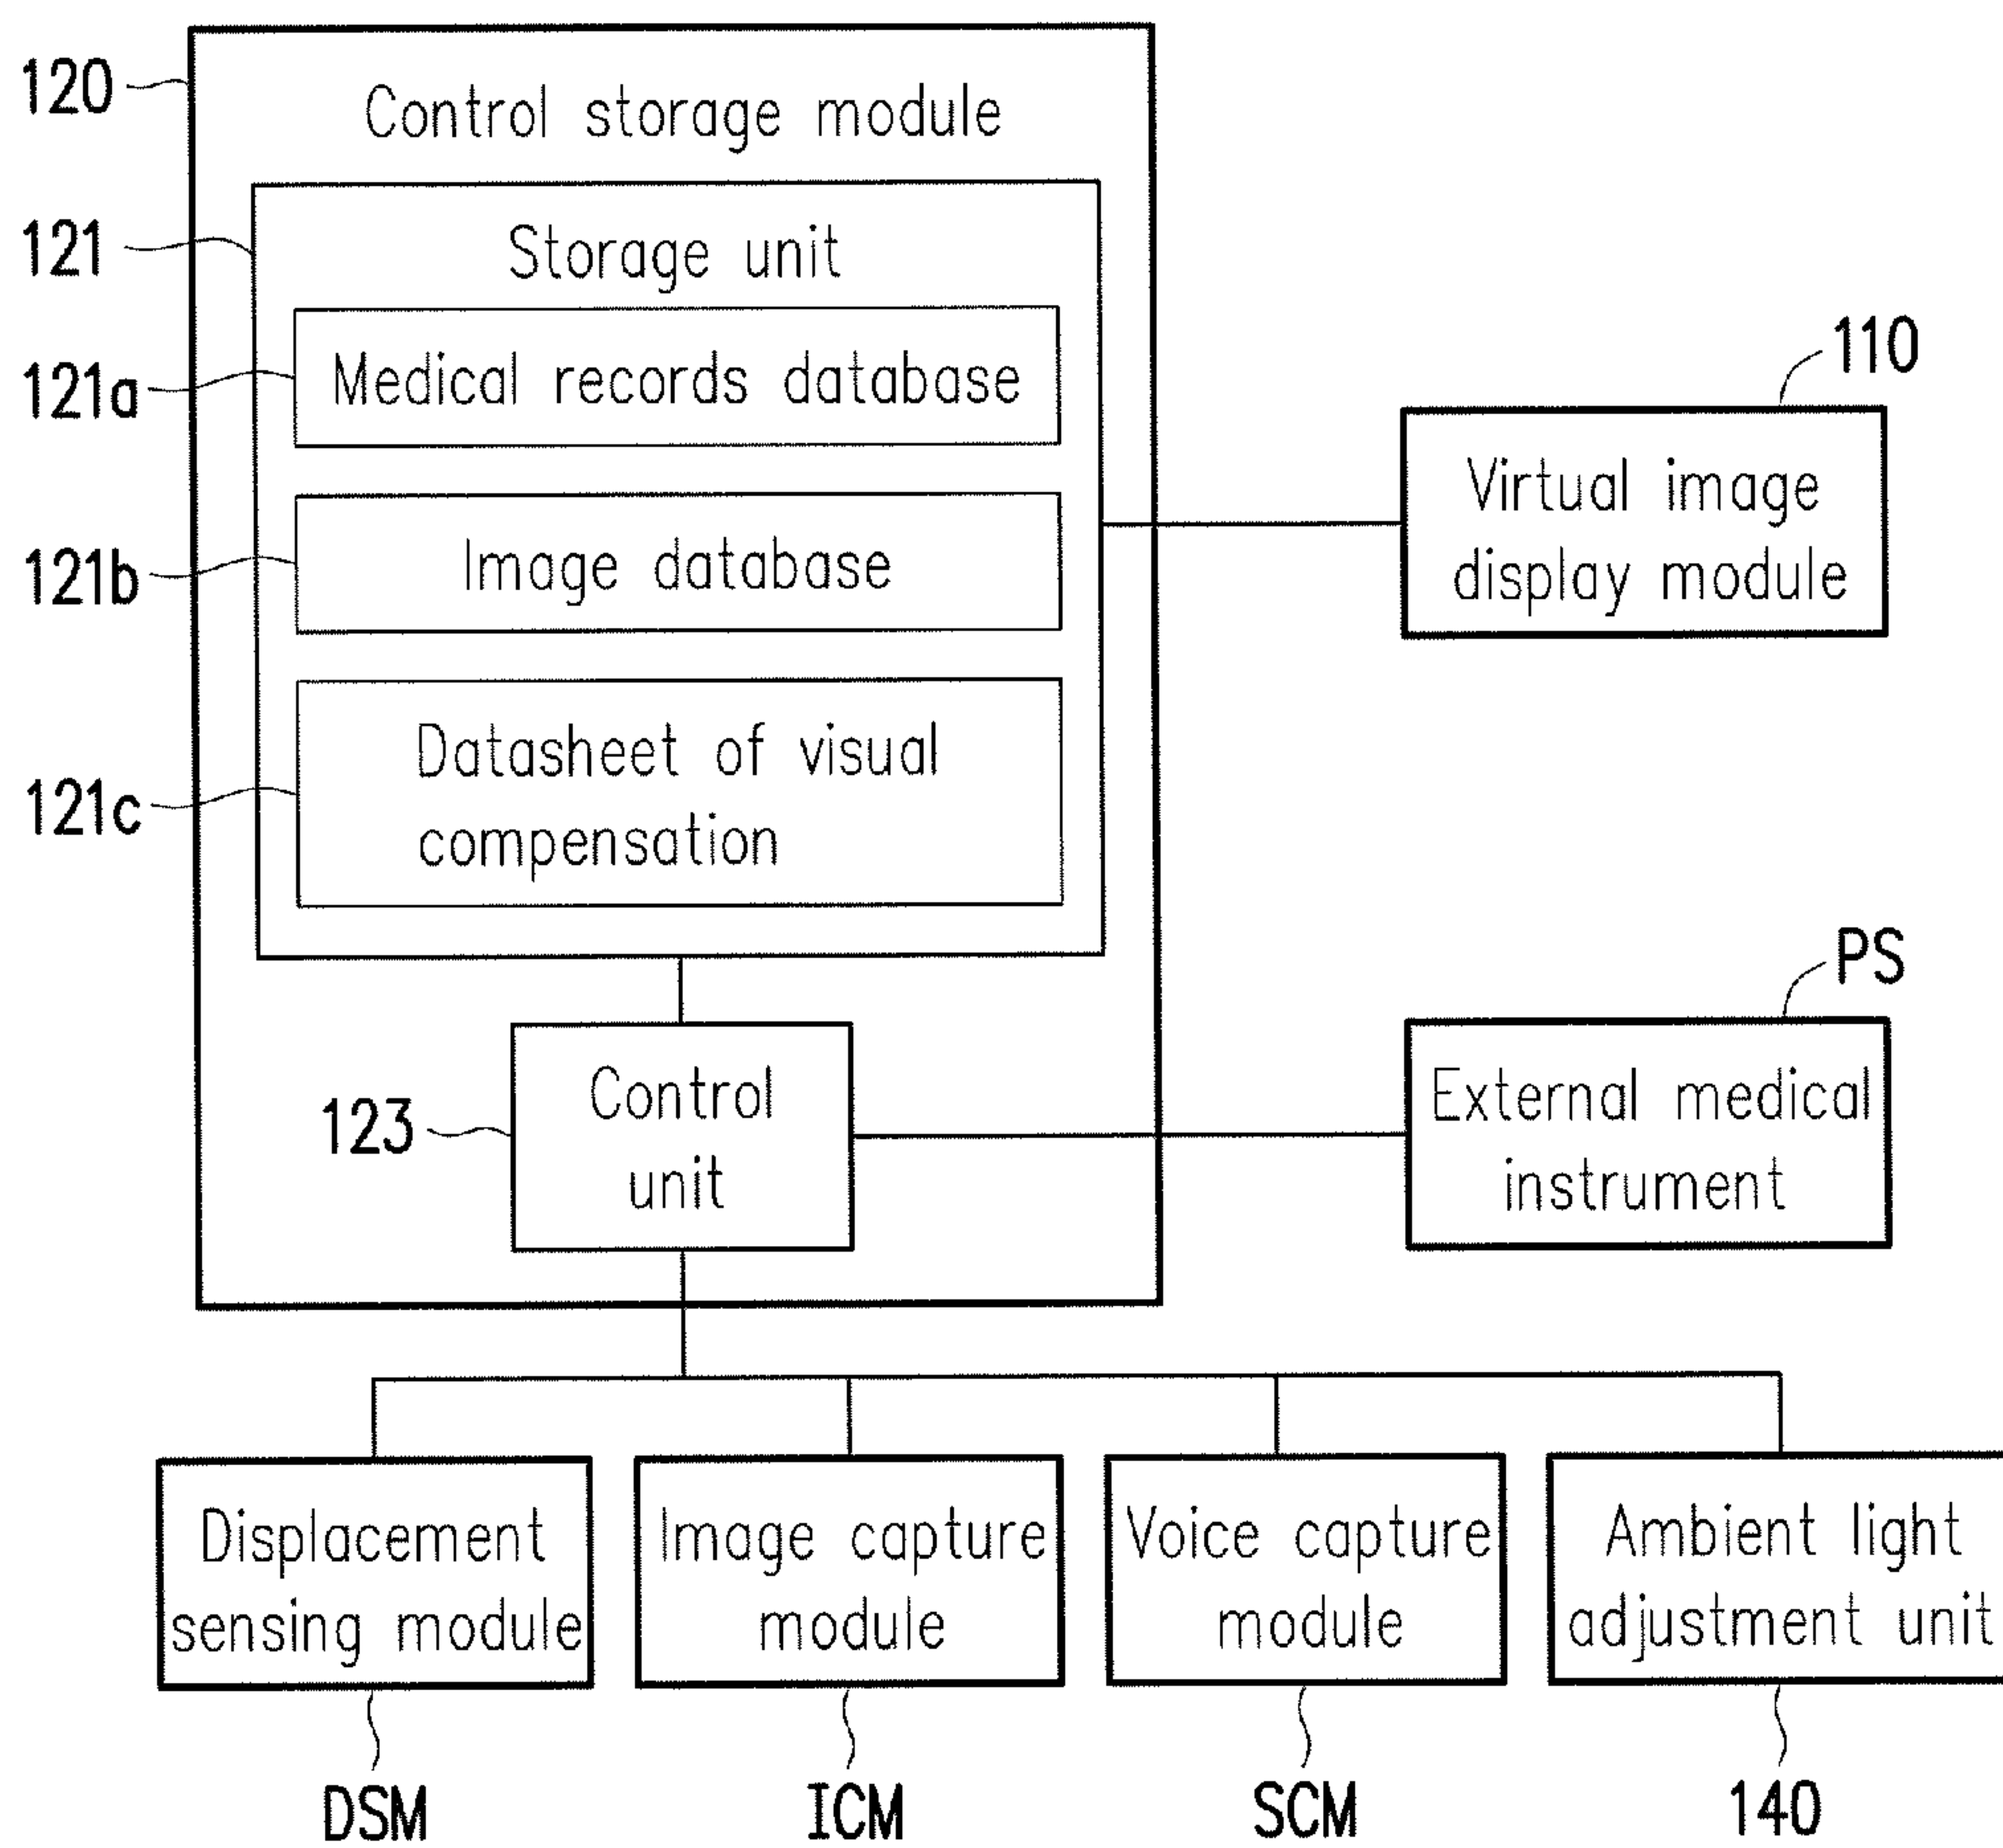 120
Control storage module
121
Storage unit
121a
Medical records database
121b
Image database
121c
Datasheet of visual
compensation
110
Virtual image
display module
123
Control
unit
PS
External medical
instrument
Displacement
sensing module
Image capture
module
Voice capture
module
Ambient light
adjustment unit
DSM
ICM
SCM
140